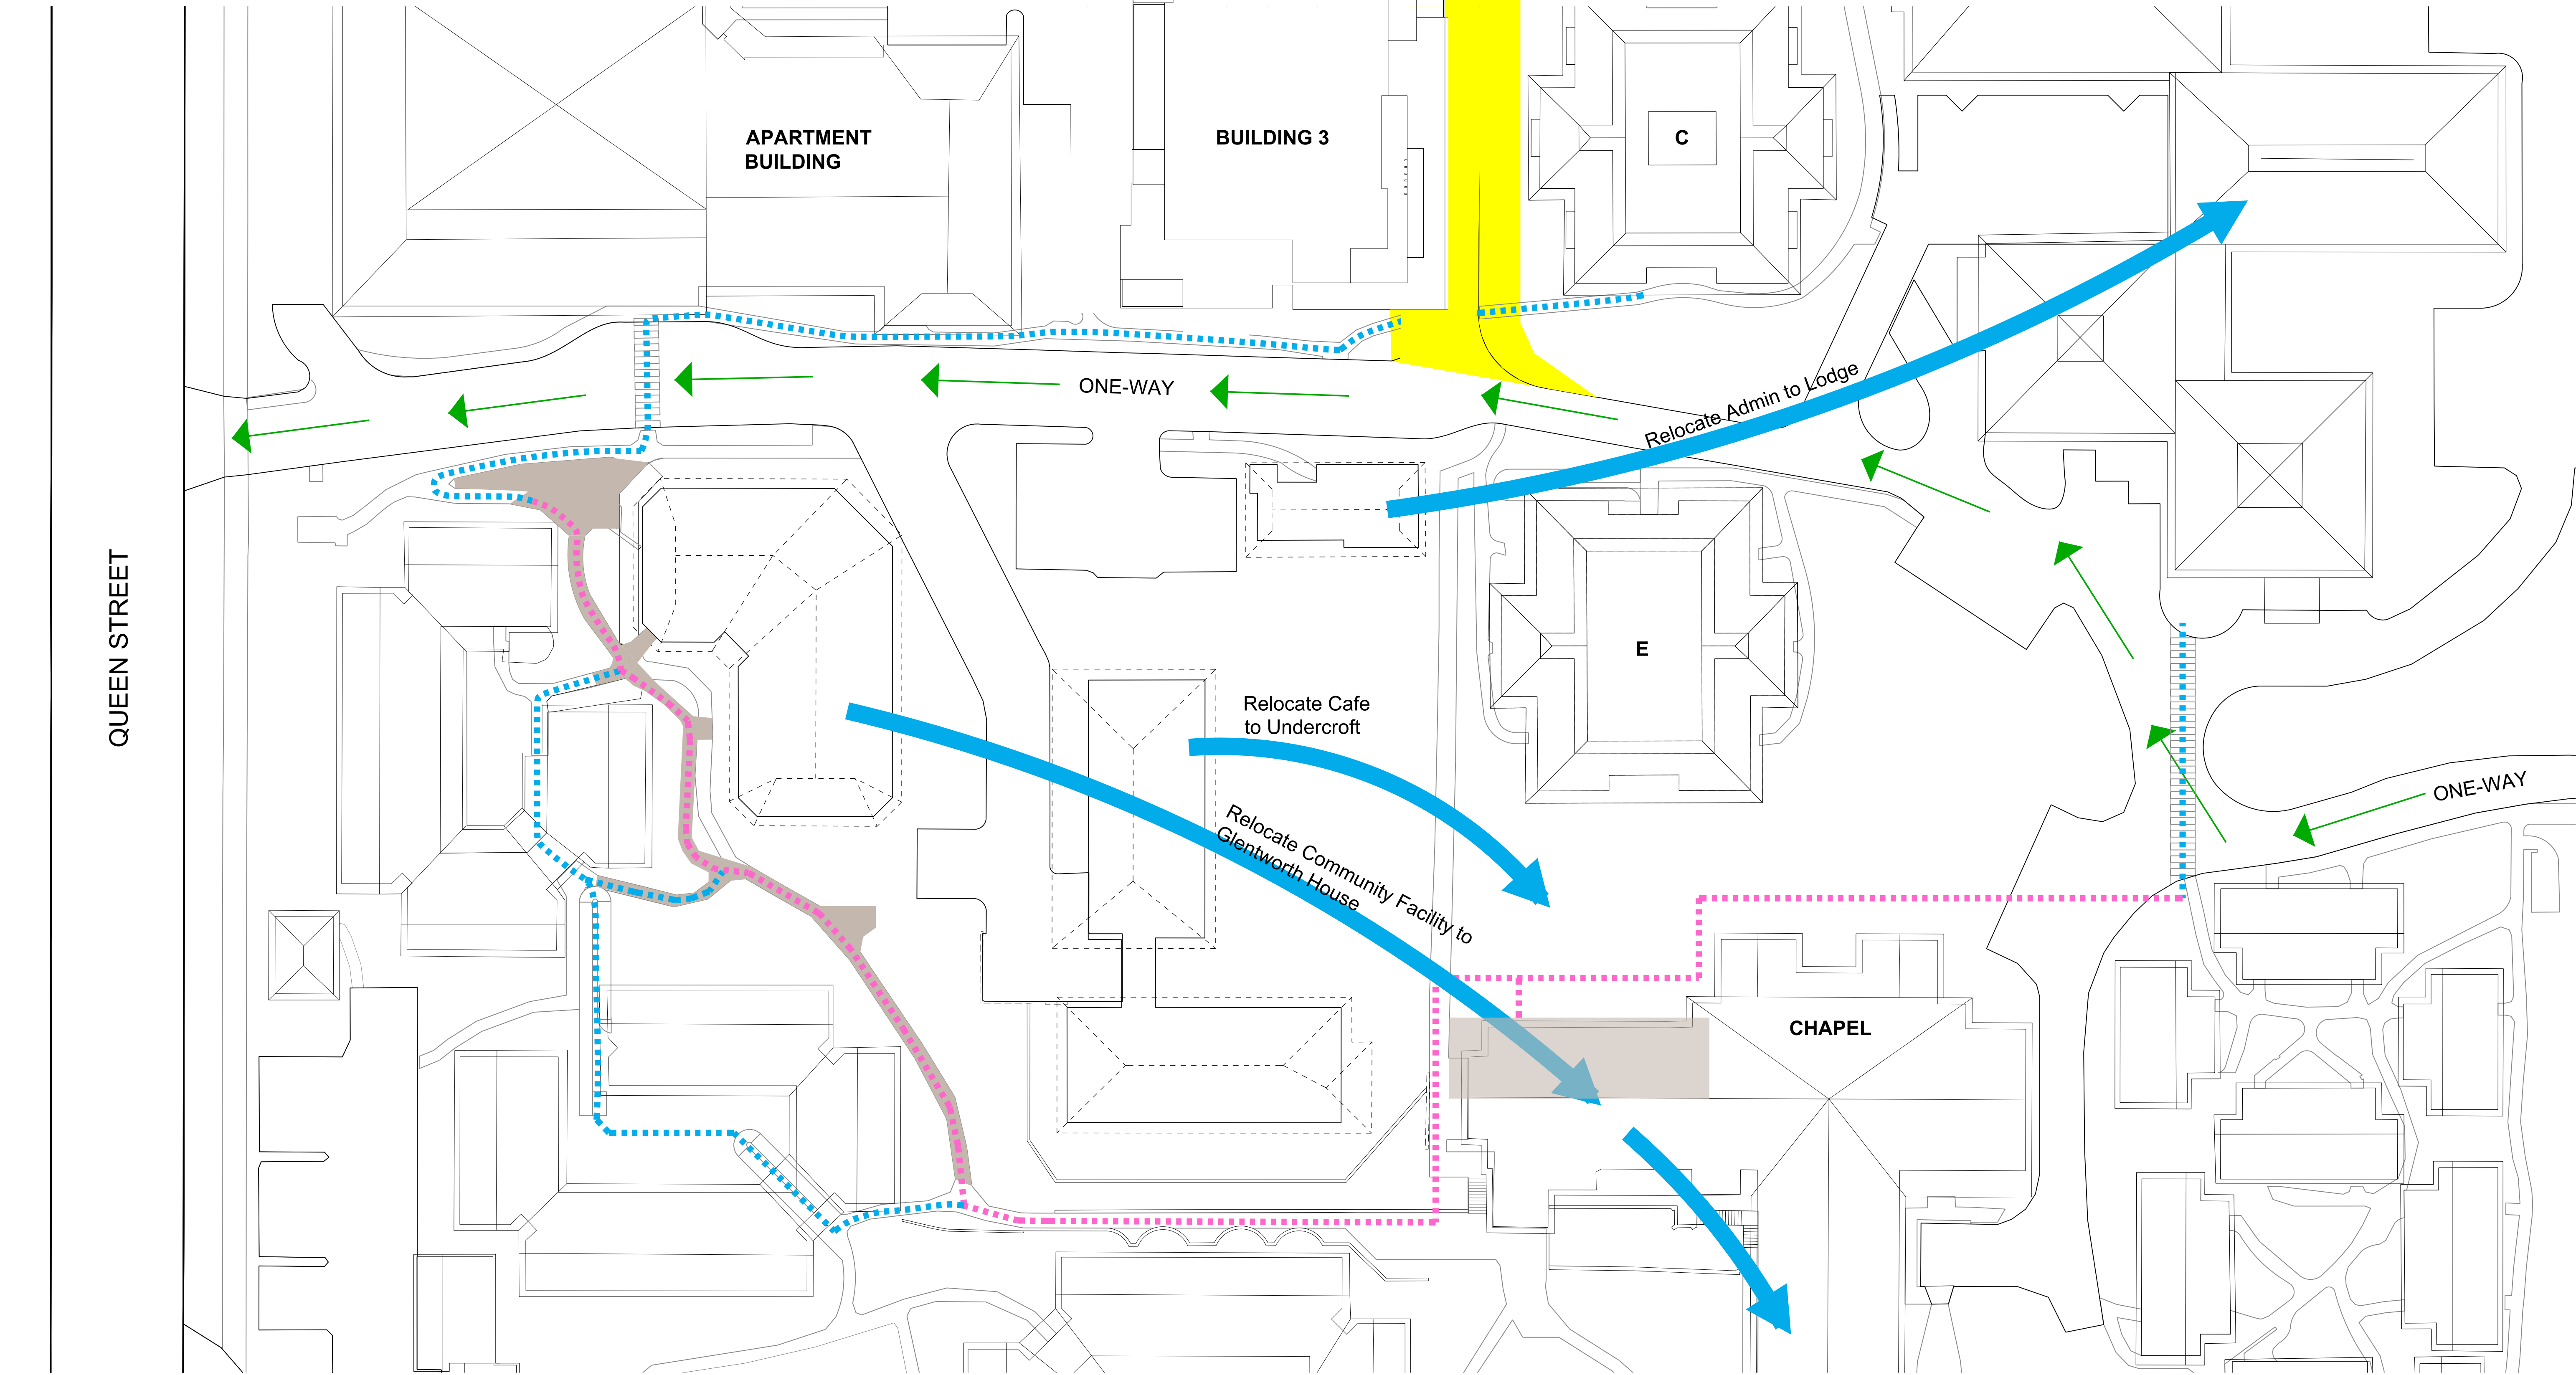 APARTMENT
BUILDING
BUILDING 3
C
ONE-WAY
Relocate Admin to Lodge
QUEEN STREET
E
Relocate Cafe
to Undercroft
ONE-WAY
Relocate Community Facility to
Glentworth House
CHAPEL